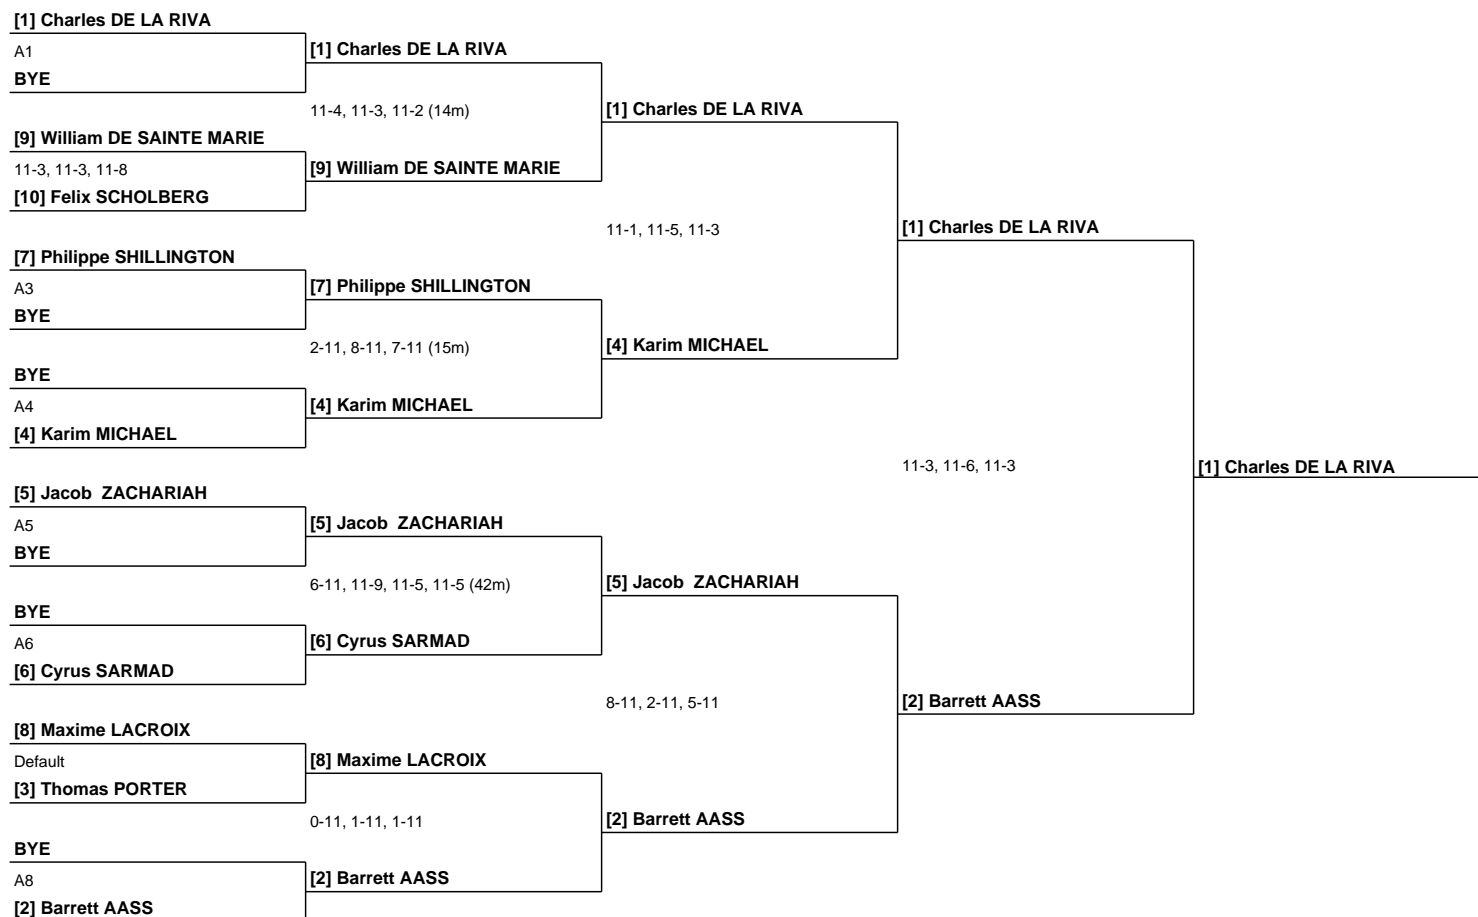 [1] Charles DE LA RIVA
A1
BYE
[1] Charles DE LA RIVA
11-4, 11-3, 11-2 (14m)
[1] Charles DE LA RIVA
[9] William DE SAINTE MARIE
11-3, 11-3, 11-8
[10] Felix SCHOLBERG
[9] William DE SAINTE MARIE
11-1, 11-5, 11-3
[1] Charles DE LA RIVA
[7] Philippe SHILLINGTON
A3
BYE
[7] Philippe SHILLINGTON
2-11, 8-11, 7-11 (15m)
[4] Karim MICHAEL
BYE
A4
[4] Karim MICHAEL
[4] Karim MICHAEL
11-3, 11-6, 11-3
[1] Charles DE LA RIVA
[5] Jacob  ZACHARIAH
A5
BYE
[5] Jacob  ZACHARIAH
6-11, 11-9, 11-5, 11-5 (42m)
[5] Jacob  ZACHARIAH
BYE
A6
[6] Cyrus SARMAD
[6] Cyrus SARMAD
8-11, 2-11, 5-11
[2] Barrett AASS
[8] Maxime LACROIX
Default
[3] Thomas PORTER
[8] Maxime LACROIX
0-11, 1-11, 1-11
[2] Barrett AASS
BYE
A8
[2] Barrett AASS
[2] Barrett AASS